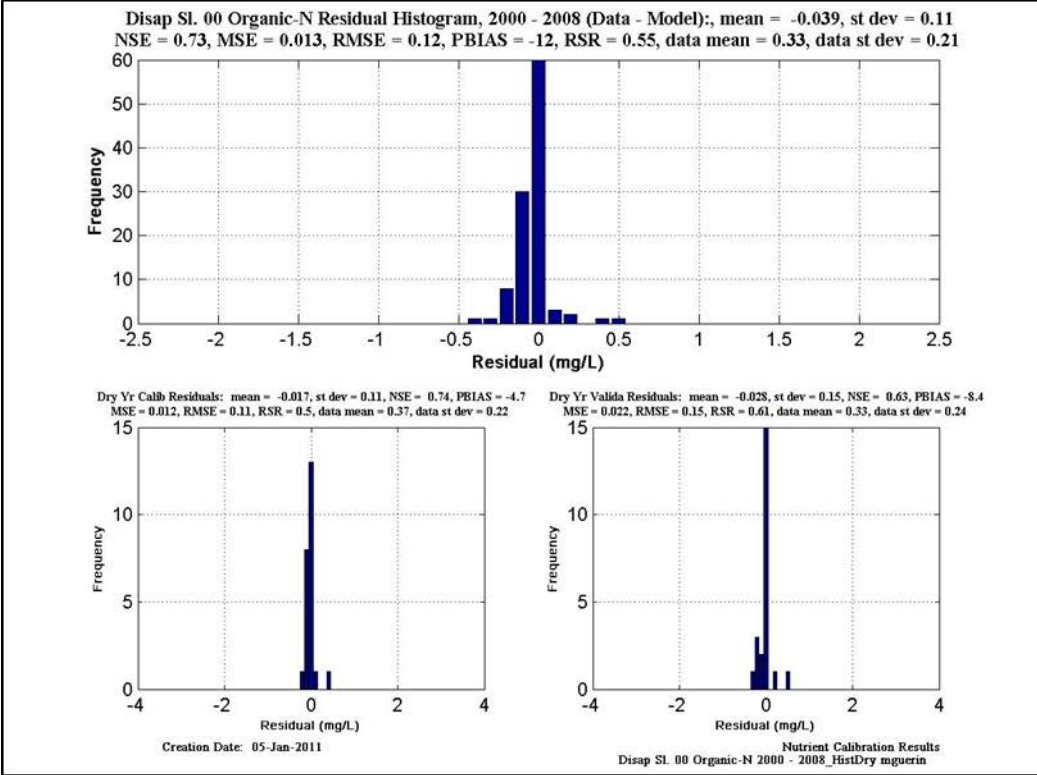 Disap Sl. 00 Organic-N Residual Histogram, 2000 - 2008 (Data - Model):, mean = -0.039, st dev = 0.11
NSE = 0.73, MSE = 0.013, RMSE = 0.12, PBIAS = -12, RSR = 0.55, data mean = 0.33, data st dev = 0.21
60
50
40
30
20
10
0
Frequency
-2.5 -2 -1.5 -1 -0.5 0 0.5 1 1.5 2 2.5
Residual (mg/L)
Dry Yr Calib Residuals: mean = -0.017, st dev = 0.11, NSE = 0.74, PBIAS = -4.7
MSE = 0.012, RMSE = 0.11, RSR = 0.5, data mean = 0.37, data st dev = 0.22
15
10
5
0
Frequency
-4 -2 0 2 4
Residual (mg/L)
Creation Date: 05-Jan-2011
Dry Yr Valida Residuals: mean = -0.028, st dev = 0.15, NSE = 0.63, PBIAS = -8.4
MSE = 0.022, RMSE = 0.15, RSR = 0.61, data mean = 0.33, data st dev = 0.24
15
10
5
0
Frequency
-4 -2 0 2 4
Residual (mg/L)
Nutrient Calibration Results
Disap Sl. 00 Organic-N 2000 - 2008_HistDry mguerin